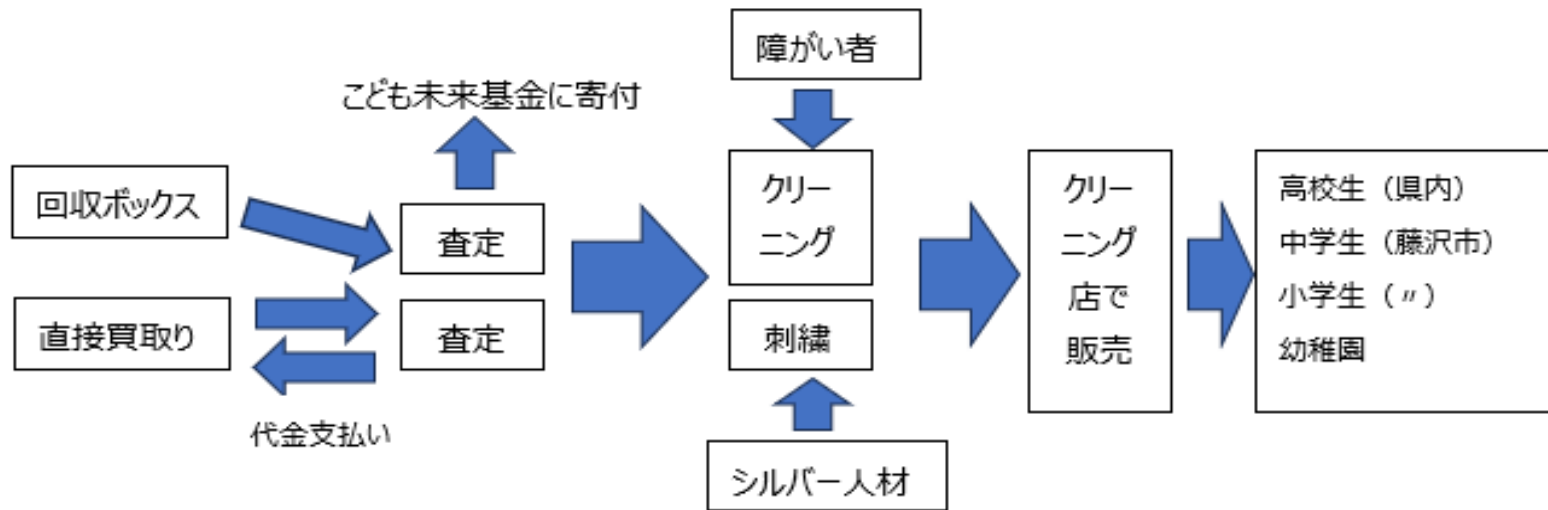 障がい者
こども未来基金に寄付
回収ボックス
査定
直接買取り
査定
代金支払い
クリー
ニング
刺繍
シルバー人材
クリー
ニング
店で
販売
高校生（県内）
中学生（藤沢市）
小学生（〃）
幼稚園